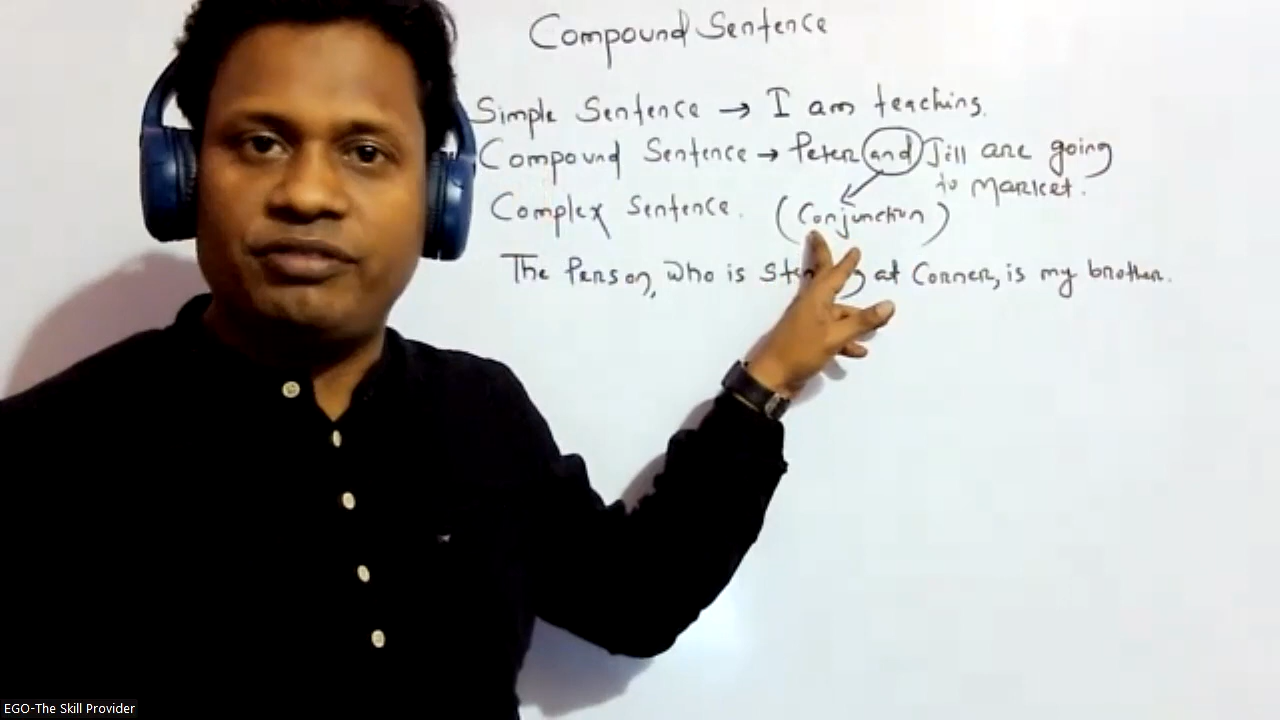 Compound Sentence
Simple Sentence → I am teaching.
Compound Sentence → Peter and Jill are going
to Market.
Complex Sentence. (Conjunction)
The Person, who is at Corner, is my brother.
EGO-The Skill Provider